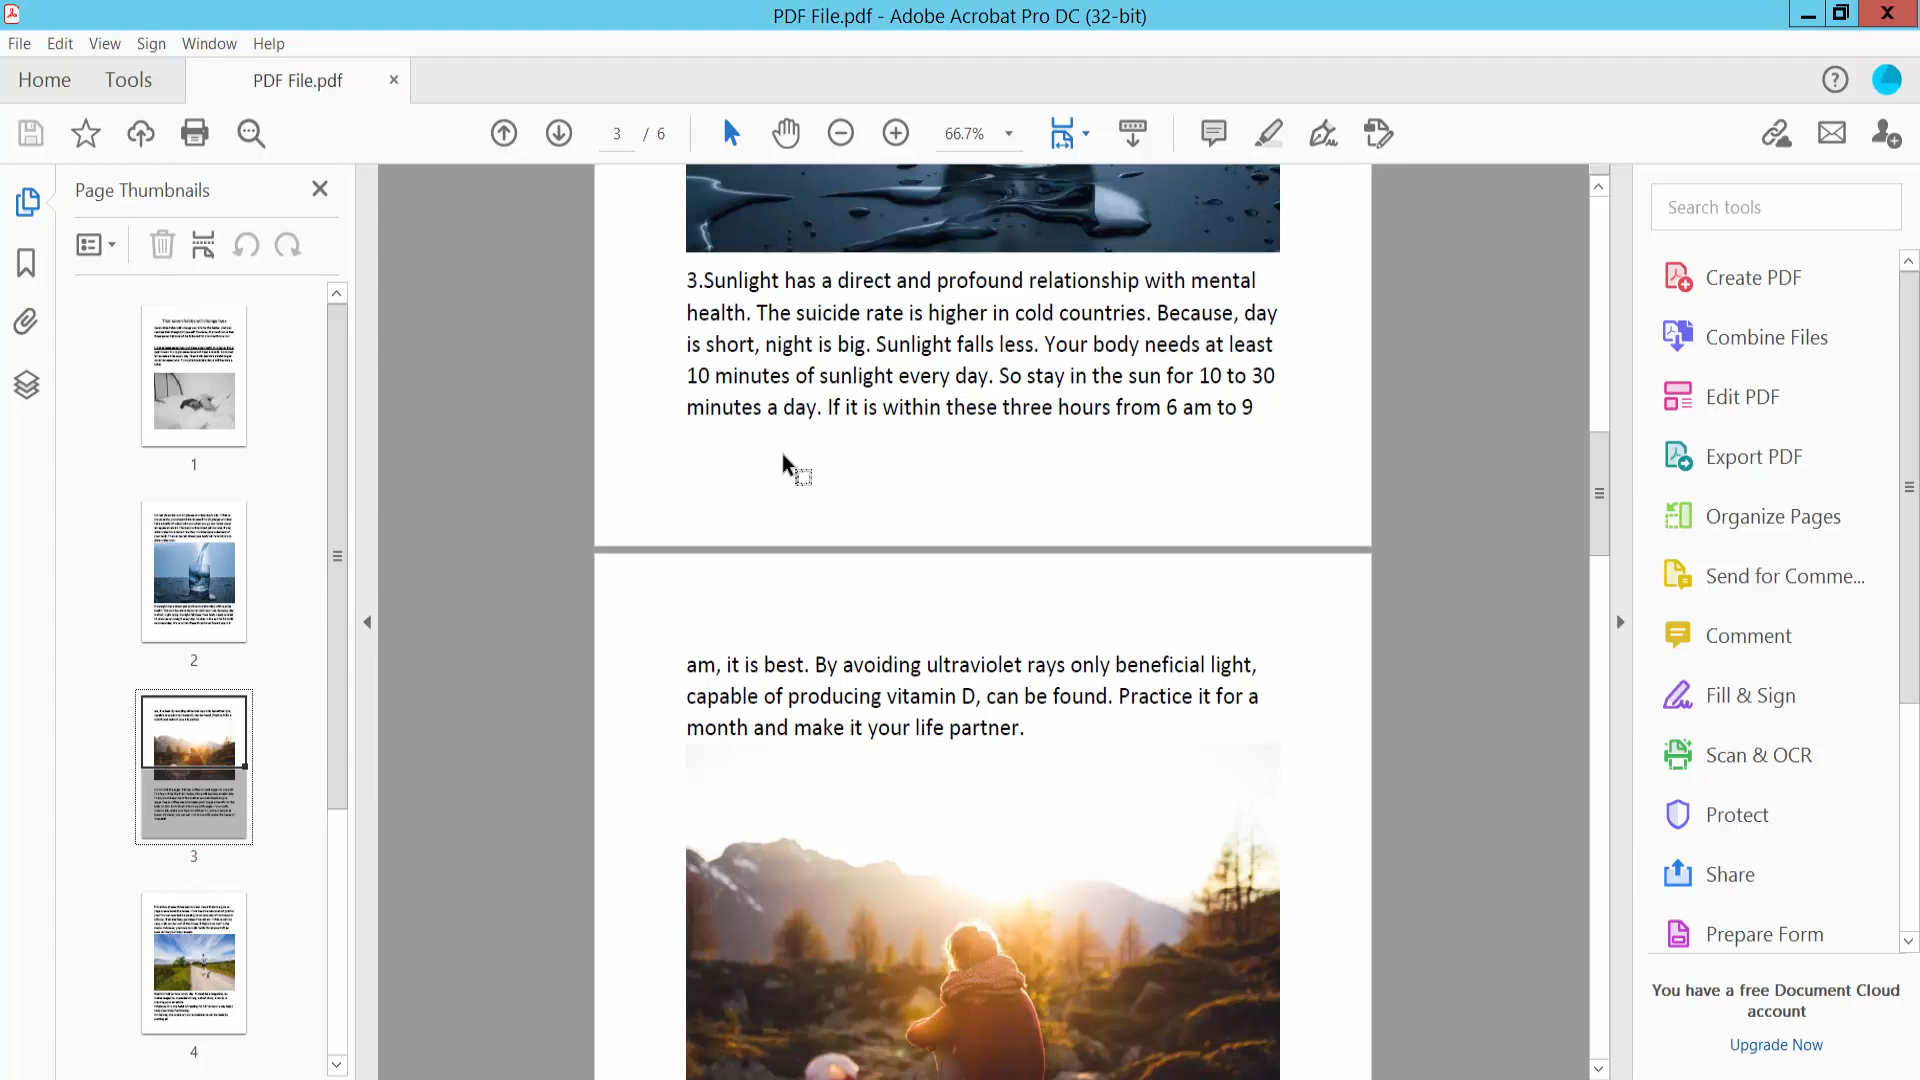 PDF File.pdf - Adobe Acrobat Pro DC (32-bit)
File Edit View Sign Window Help
Home Tools PDF File.pdf ×
3 / 6 66.7%
Page Thumbnails
1
2
3
4
3.Sunlight has a direct and profound relationship with mental
health. The suicide rate is higher in cold countries. Because, day
is short, night is big. Sunlight falls less. Your body needs at least
10 minutes of sunlight every day. So stay in the sun for 10 to 30
minutes a day. If it is within these three hours from 6 am to 9
am, it is best. By avoiding ultraviolet rays only beneficial light,
capable of producing vitamin D, can be found. Practice it for a
month and make it your life partner.
Search tools
Create PDF
Combine Files
Edit PDF
Export PDF
Organize Pages
Send for Comme...
Comment
Fill & Sign
Scan & OCR
Protect
Share
Prepare Form
You have a free Document Cloud
account
Upgrade Now